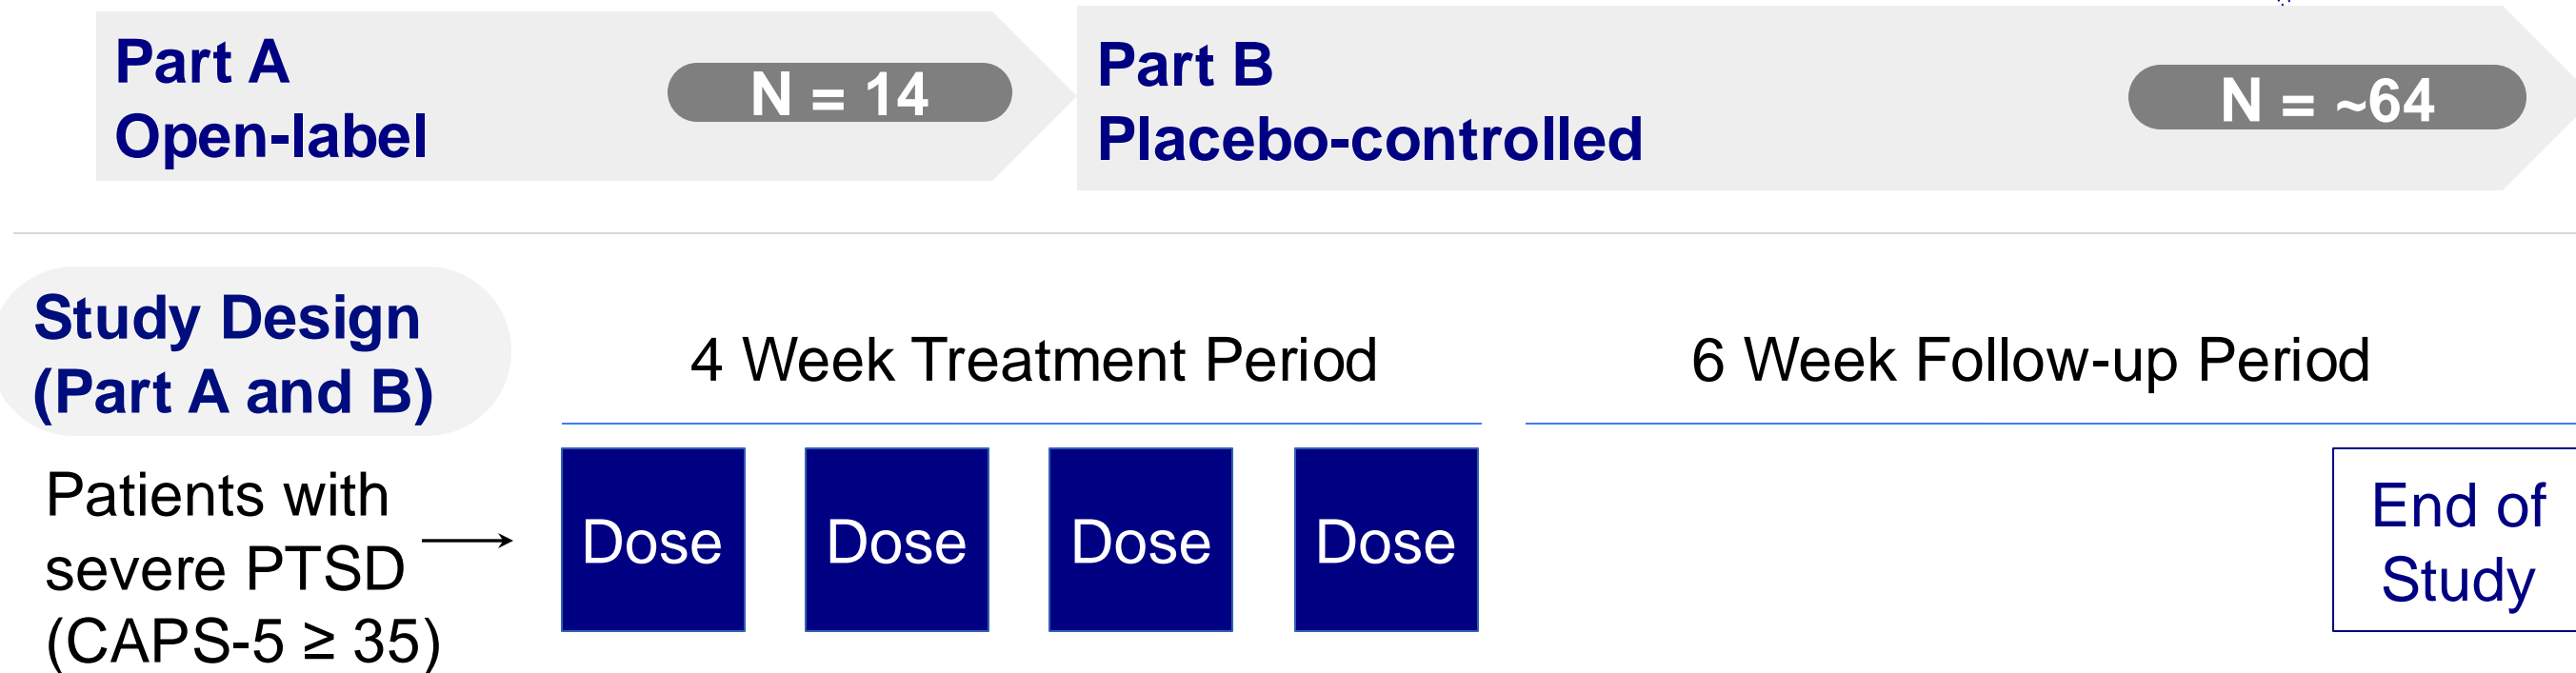 Part A
Open-label
N = 14
Part B
Placebo-controlled
N = ~64
Study Design
(Part A and B)
4 Week Treatment Period
6 Week Follow-up Period
Patients with
severe PTSD
(CAPS-5 ≥ 35)
Dose
Dose
Dose
Dose
End of
Study